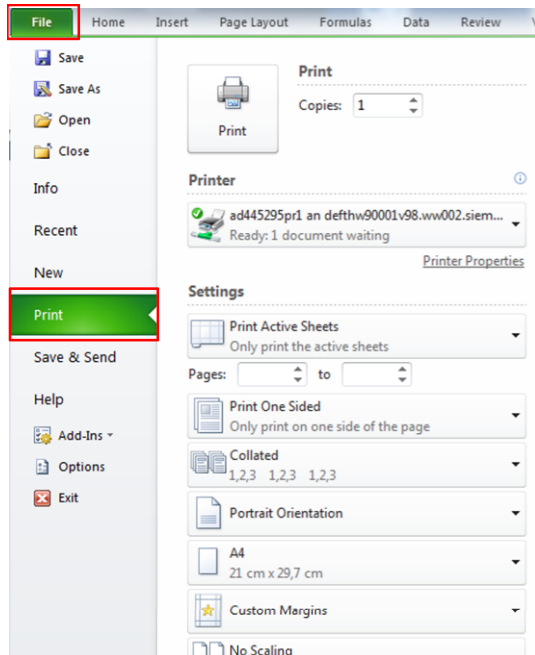 File Home Insert Page Layout Formulas Data Review
Save
Save As
Open
Close
Info
Recent
New
Print
Save & Send
Help
Add-Ins
Options
Exit
Print
Print
Copies: 1
Printer
ad445295pr1 an defthw90001v98.ww002.siem...
Ready: 1 document waiting
Printer Properties
Settings
Print Active Sheets
Only print the active sheets
Pages: to
Print One Sided
Only print on one side of the page
Collated
1,2,3 1,2,3 1,2,3
Portrait Orientation
A4
21 cm x 29,7 cm
Custom Margins
No Scaling